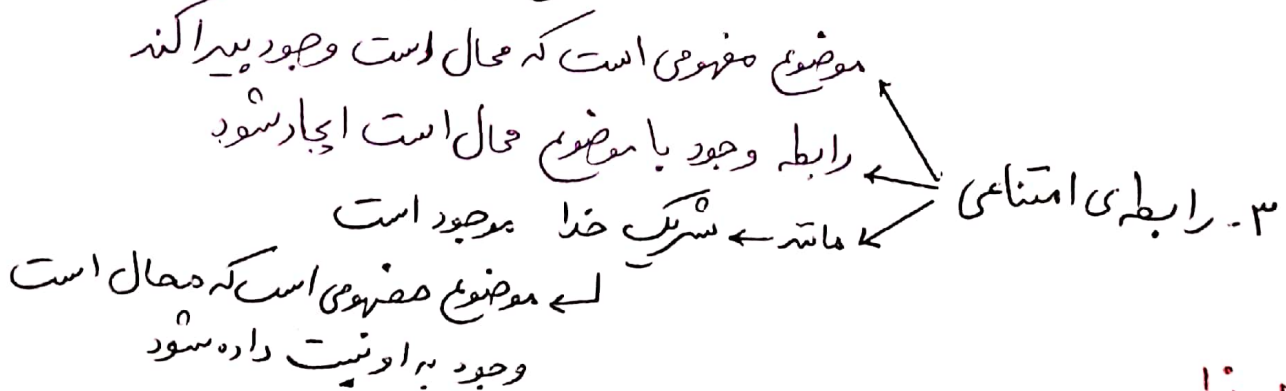 موضوع مفهومی است که محال است وجود پیدا کند
رابطه وجود با موضوع محال است ایجاد شود
۳- رابطه ی امتناعی
مانند ← شریک خدا موجود است
موضوع مفهومی است که محال است
وجود به او نسبت داده شود